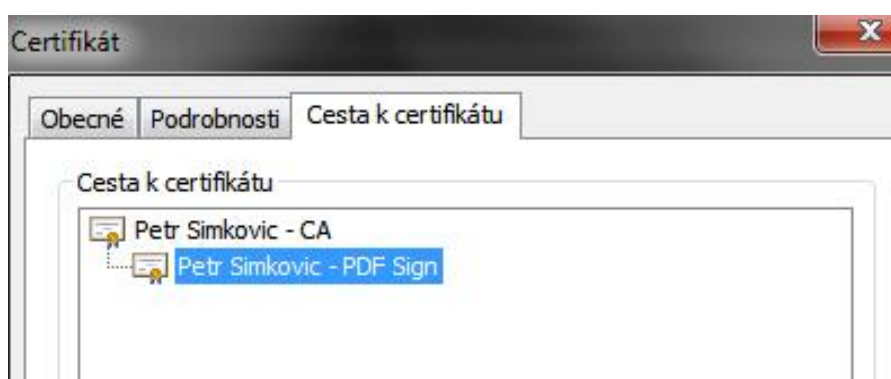 Certifikát
Obecné Podrobnosti Cesta k certifikátu
Cesta k certifikátu
Petr Simkovic - CA
Petr Simkovic - PDF Sign